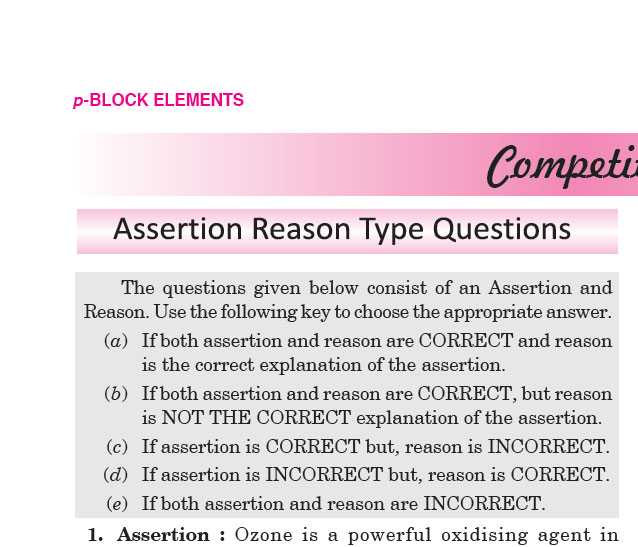 p-BLOCK ELEMENTS
Assertion Reason Type Questions
The questions given below consist of an Assertion and
Reason. Use the following key to choose the appropriate answer.
(a) If both assertion and reason are CORRECT and reason
is the correct explanation of the assertion.
(b) If both assertion and reason are CORRECT, but reason
is NOT THE CORRECT explanation of the assertion.
(c) If assertion is CORRECT but, reason is INCORRECT.
(d) If assertion is INCORRECT but, reason is CORRECT.
(e) If both assertion and reason are INCORRECT.
1. Assertion : Ozone is a powerful oxidising agent in